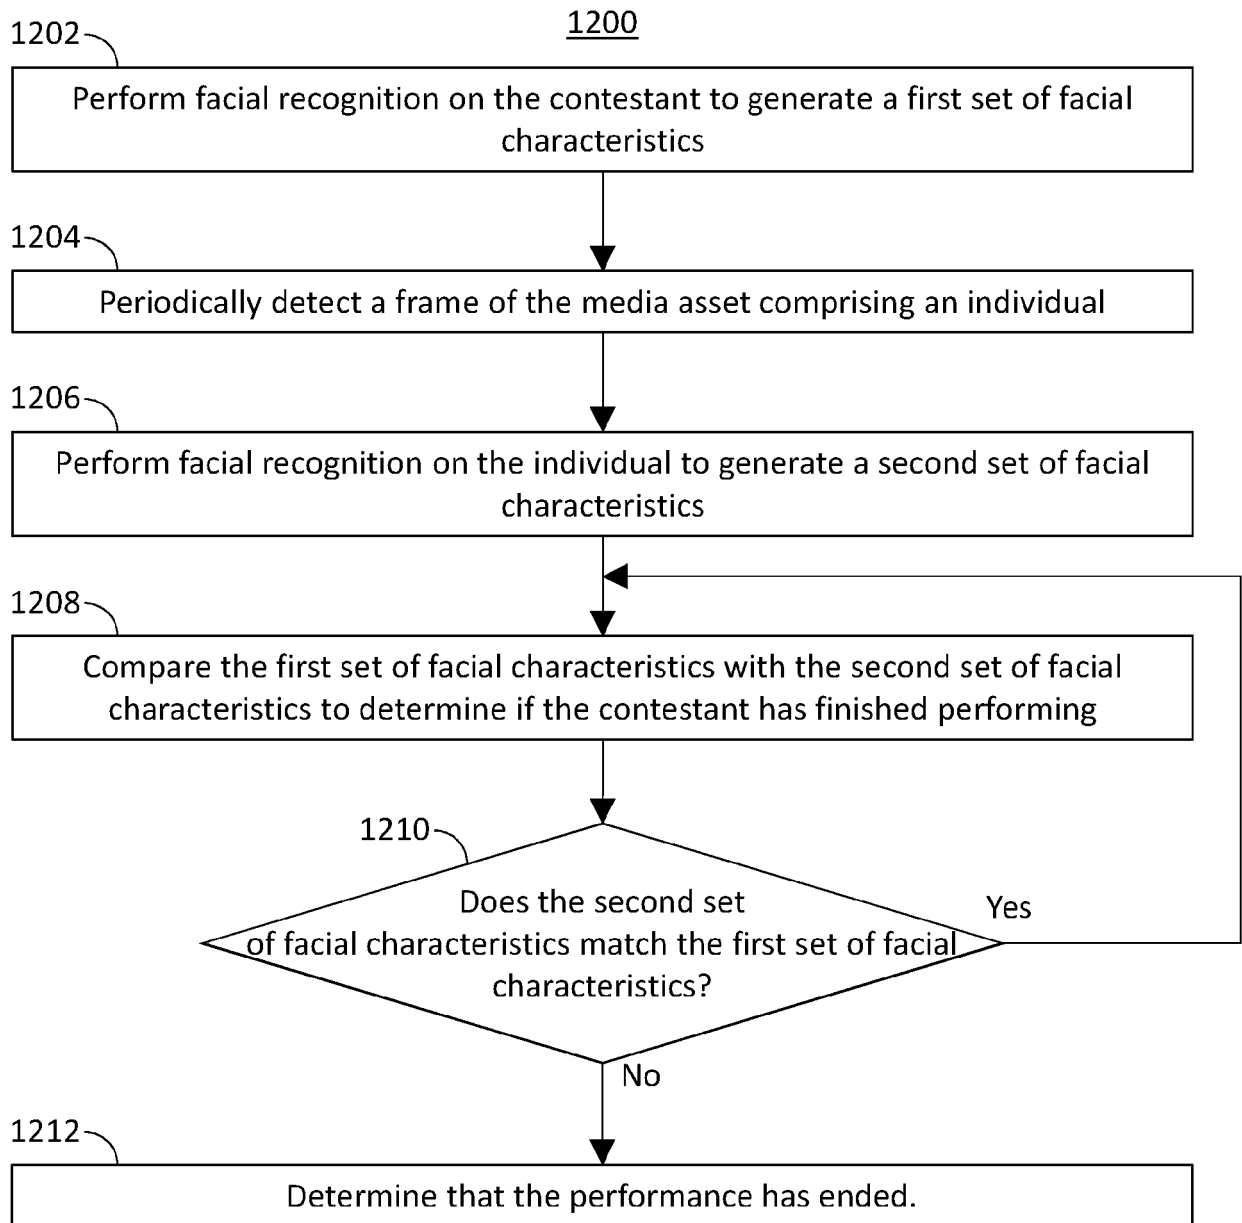 1200
1202
Perform facial recognition on the contestant to generate a first set of facial
characteristics
1204
Periodically detect a frame of the media asset comprising an individual
1206
Perform facial recognition on the individual to generate a second set of facial
characteristics
1208
Compare the first set of facial characteristics with the second set of facial
characteristics to determine if the contestant has finished performing
1210
Does the second set
of facial characteristics match the first set of facial
characteristics?
Yes
No
1212
Determine that the performance has ended.